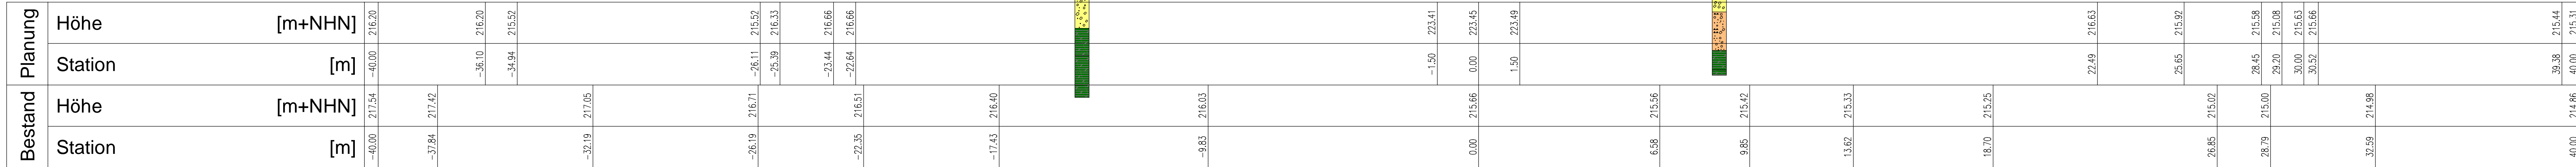 Planung
Höhe [m+NHN] 216.20 216.20 215.52 215.52 216.33 216.66 216.66 223.41 223.45 223.49 216.63 215.92 215.58 215.08 215.63 215.66 215.44 215.31
Station [m] -40.00 -36.10 -34.94 -26.11 -25.39 -23.44 -22.64 -1.50 0.00 1.50 22.49 25.65 28.45 29.20 30.00 30.52 39.38 40.00
Bestand
Höhe [m+NHN] 217.54 217.42 217.05 216.71 216.51 216.40 216.03 215.66 215.56 215.42 215.33 215.25 215.02 215.00 214.98 214.86
Station [m] -40.00 -37.84 -32.19 -26.19 -22.35 -17.43 -9.83 0.00 6.58 9.85 13.62 18.70 26.85 28.79 32.59 40.00